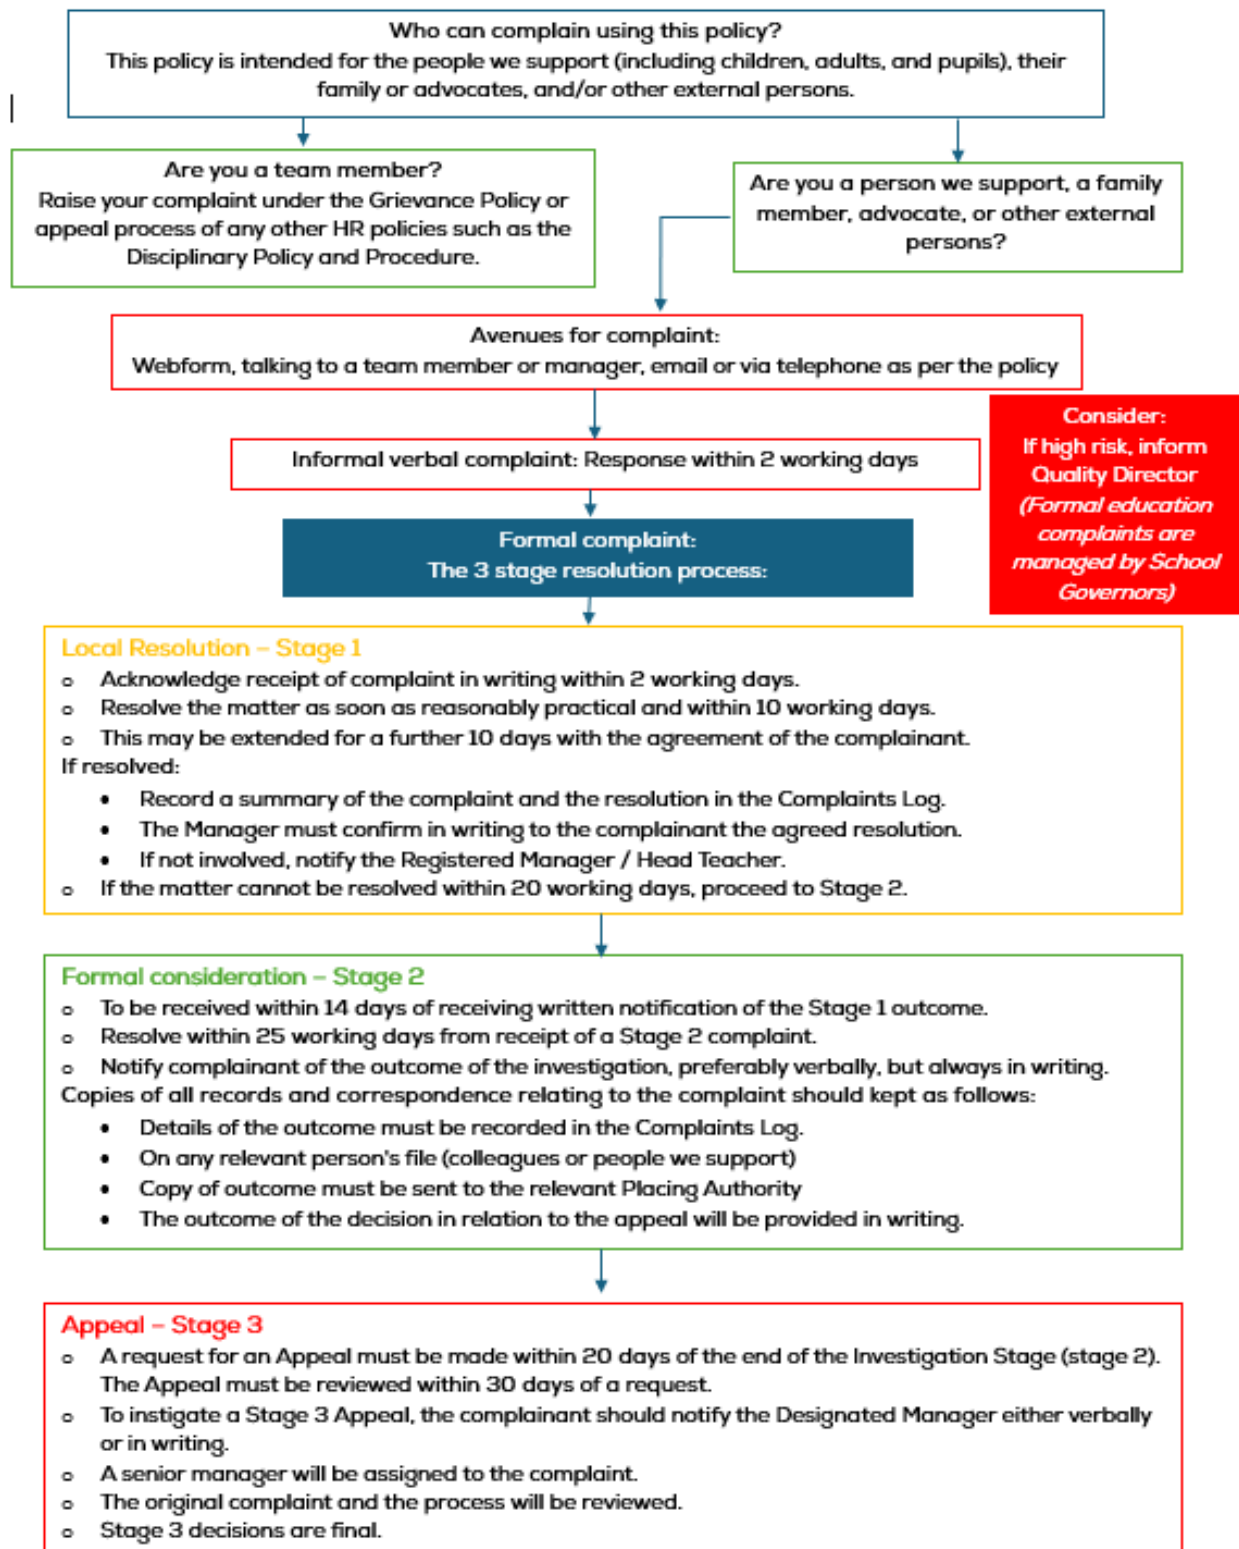 Who can complain using this policy?
This policy is intended for the people we support (including children, adults, and pupils), their
family or advocates, and/or other external persons.
Are you a team member?
Raise your complaint under the Grievance Policy or
appeal process of any other HR policies such as the
Disciplinary Policy and Procedure.
Are you a person we support, a family
member, advocate, or other external
persons?
Avenues for complaint:
Webform, talking to a team member or manager, email or via telephone as per the policy
Informal verbal complaint: Response within 2 working days
Consider:
If high risk, inform
Quality Director
(Formal education
complaints are
managed by School
Governors)
Formal complaint:
The 3 stage resolution process:
Local Resolution – Stage 1
o Acknowledge receipt of complaint in writing within 2 working days.
o Resolve the matter as soon as reasonably practical and within 10 working days.
o This may be extended for a further 10 days with the agreement of the complainant.
If resolved:
• Record a summary of the complaint and the resolution in the Complaints Log.
• The Manager must confirm in writing to the complainant the agreed resolution.
• If not involved, notify the Registered Manager / Head Teacher.
o If the matter cannot be resolved within 20 working days, proceed to Stage 2.
Formal consideration – Stage 2
o To be received within 14 days of receiving written notification of the Stage 1 outcome.
o Resolve within 25 working days from receipt of a Stage 2 complaint.
o Notify complainant of the outcome of the investigation, preferably verbally, but always in writing.
Copies of all records and correspondence relating to the complaint should kept as follows:
• Details of the outcome must be recorded in the Complaints Log.
• On any relevant person's file (colleagues or people we support)
• Copy of outcome must be sent to the relevant Placing Authority
• The outcome of the decision in relation to the appeal will be provided in writing.
Appeal – Stage 3
o A request for an Appeal must be made within 20 days of the end of the Investigation Stage (stage 2).
The Appeal must be reviewed within 30 days of a request.
o To instigate a Stage 3 Appeal, the complainant should notify the Designated Manager either verbally
or in writing.
o A senior manager will be assigned to the complaint.
o The original complaint and the process will be reviewed.
o Stage 3 decisions are final.